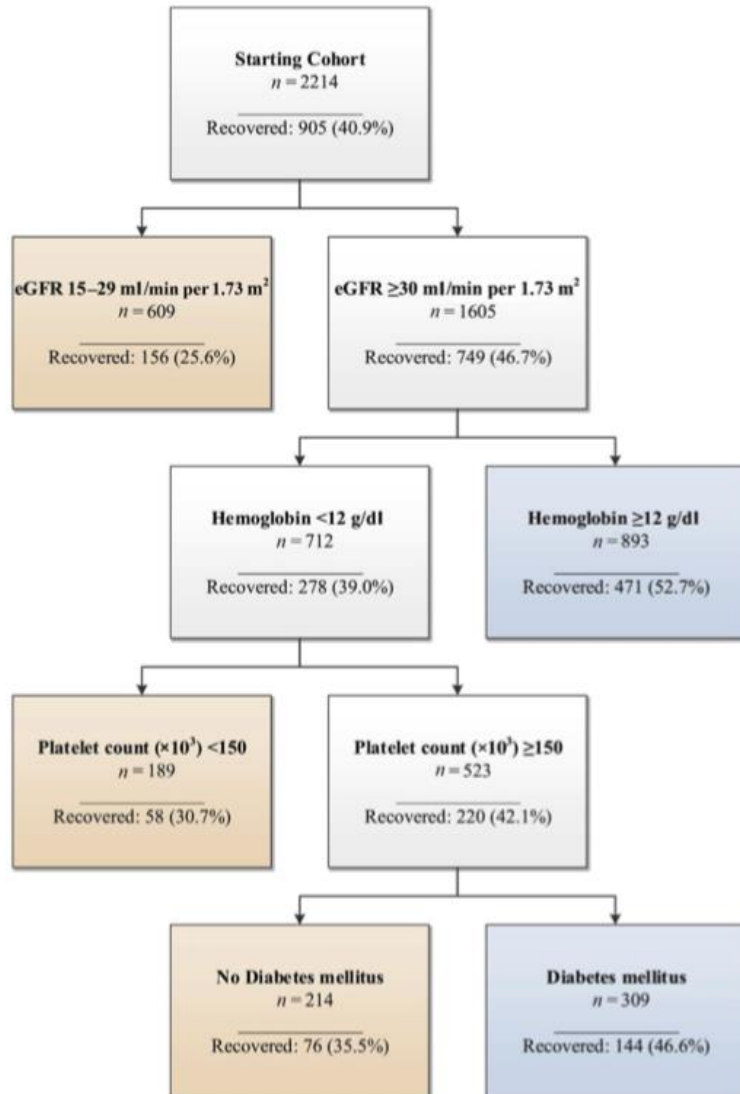 Starting Cohort
n = 2214
Recovered: 905 (40.9%)
eGFR 15–29 ml/min per 1.73 m²
n = 609
Recovered: 156 (25.6%)
eGFR ≥30 ml/min per 1.73 m²
n = 1605
Recovered: 749 (46.7%)
Hemoglobin <12 g/dl
n = 712
Recovered: 278 (39.0%)
Hemoglobin ≥12 g/dl
n = 893
Recovered: 471 (52.7%)
Platelet count (×10³) <150
n = 189
Recovered: 58 (30.7%)
Platelet count (×10³) ≥150
n = 523
Recovered: 220 (42.1%)
No Diabetes mellitus
n = 214
Recovered: 76 (35.5%)
Diabetes mellitus
n = 309
Recovered: 144 (46.6%)